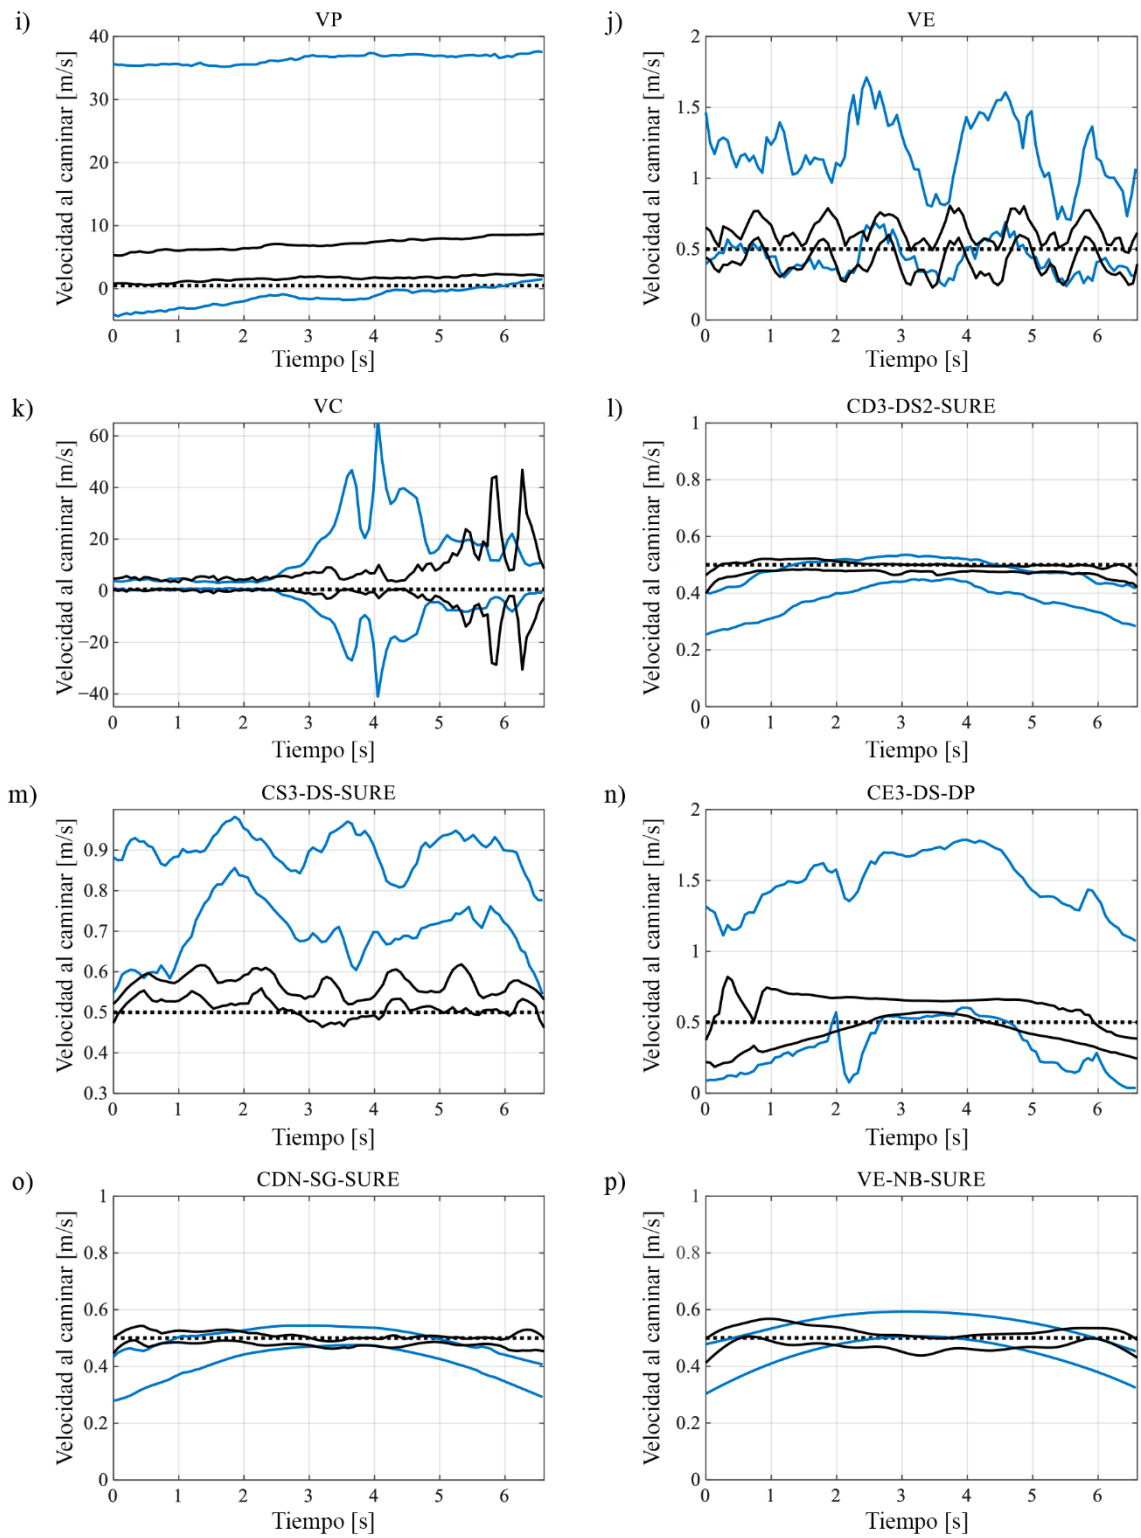 i) VP
40
30
20
10
0
0 1 2 3 4 5 6
Velocidad al caminar [m/s]
Tiempo [s]
j) VE
2
1.5
1
0.5
0
0 1 2 3 4 5 6
Velocidad al caminar [m/s]
Tiempo [s]
k) VC
60
40
20
0
−20
−40
0 1 2 3 4 5 6
Velocidad al caminar [m/s]
Tiempo [s]
l) CD3-DS2-SURE
1
0.8
0.6
0.4
0.2
0
0 1 2 3 4 5 6
Velocidad al caminar [m/s]
Tiempo [s]
m) CS3-DS-SURE
0.9
0.8
0.7
0.6
0.5
0.4
0.3
0 1 2 3 4 5 6
Velocidad al caminar [m/s]
Tiempo [s]
n) CE3-DS-DP
2
1.5
1
0.5
0
0 1 2 3 4 5 6
Velocidad al caminar [m/s]
Tiempo [s]
o) CDN-SG-SURE
1
0.8
0.6
0.4
0.2
0
0 1 2 3 4 5 6
Velocidad al caminar [m/s]
Tiempo [s]
p) VE-NB-SURE
1
0.8
0.6
0.4
0.2
0
0 1 2 3 4 5 6
Velocidad al caminar [m/s]
Tiempo [s]